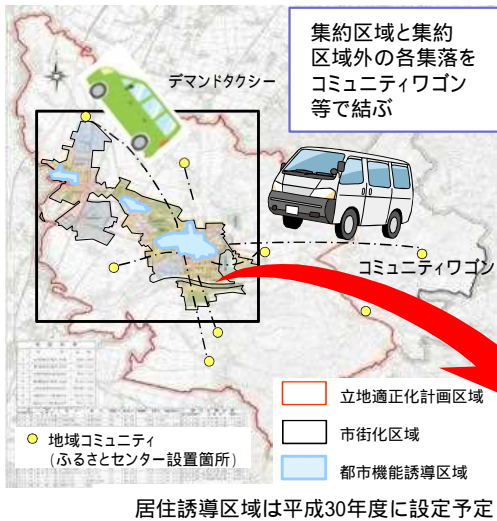 集約区域と集約
区域外の各集落を
コミュニティワゴン
等で結ぶ
デマンドタクシー
コミュニティワゴン
立地適正化計画区域
市街化区域
都市機能誘導区域
地域コミュニティ
(ふるさとセンター設置箇所)
居住誘導区域は平成30年度に設定予定